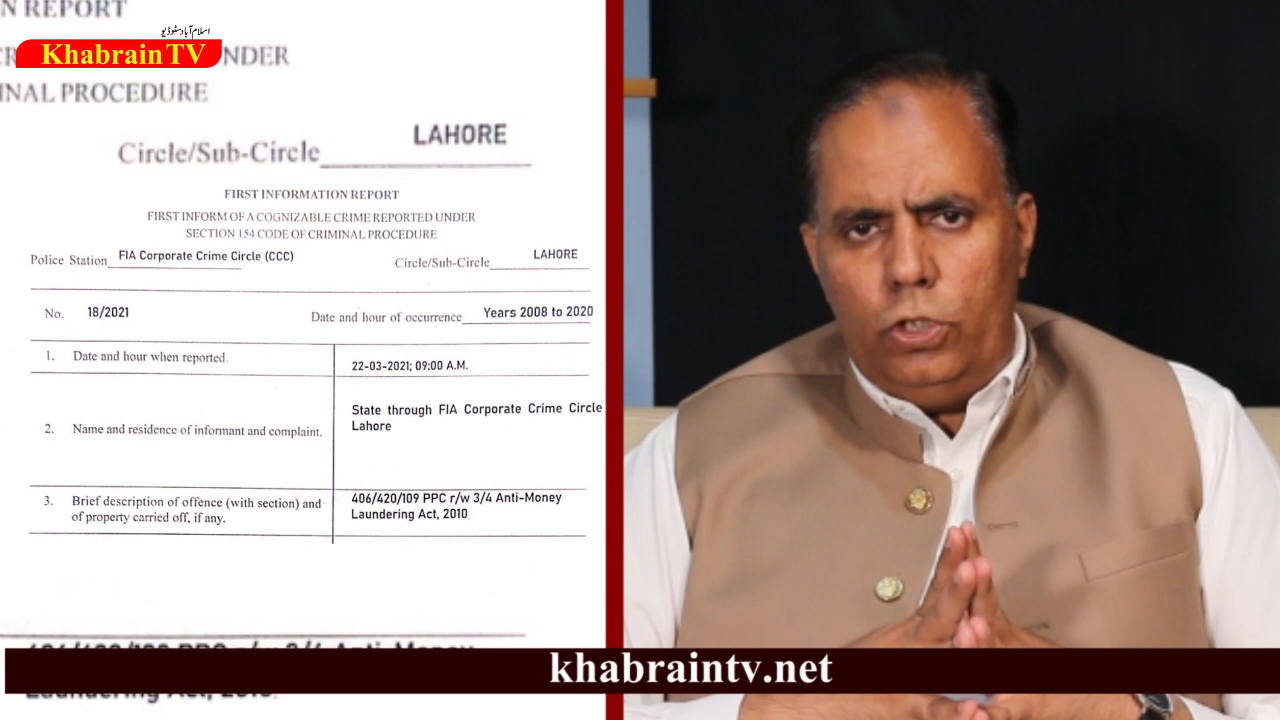 N REPORT
اسلام آباد سٹوڈیو
KhabrainTV
NDER
INAL PROCEDURE
Circle/Sub-Circle LAHORE
FIRST INFORMATION REPORT
FIRST INFORM OF A COGNIZABLE CRIME REPORTED UNDER
SECTION 154 CODE OF CRIMINAL PROCEDURE
Police Station FIA Corporate Crime Circle (CCC) Circle/Sub-Circle LAHORE
No. 18/2021 Date and hour of occurrence Years 2008 to 2020
1. Date and hour when reported. 22-03-2021; 09:00 A.M.
2. Name and residence of informant and complaint. State through FIA Corporate Crime Circle
Lahore
3. Brief description of offence (with section) and 406/420/109 PPC r/w 3/4 Anti-Money
of property carried off, if any. Laundering Act, 2010
khabraintv.net